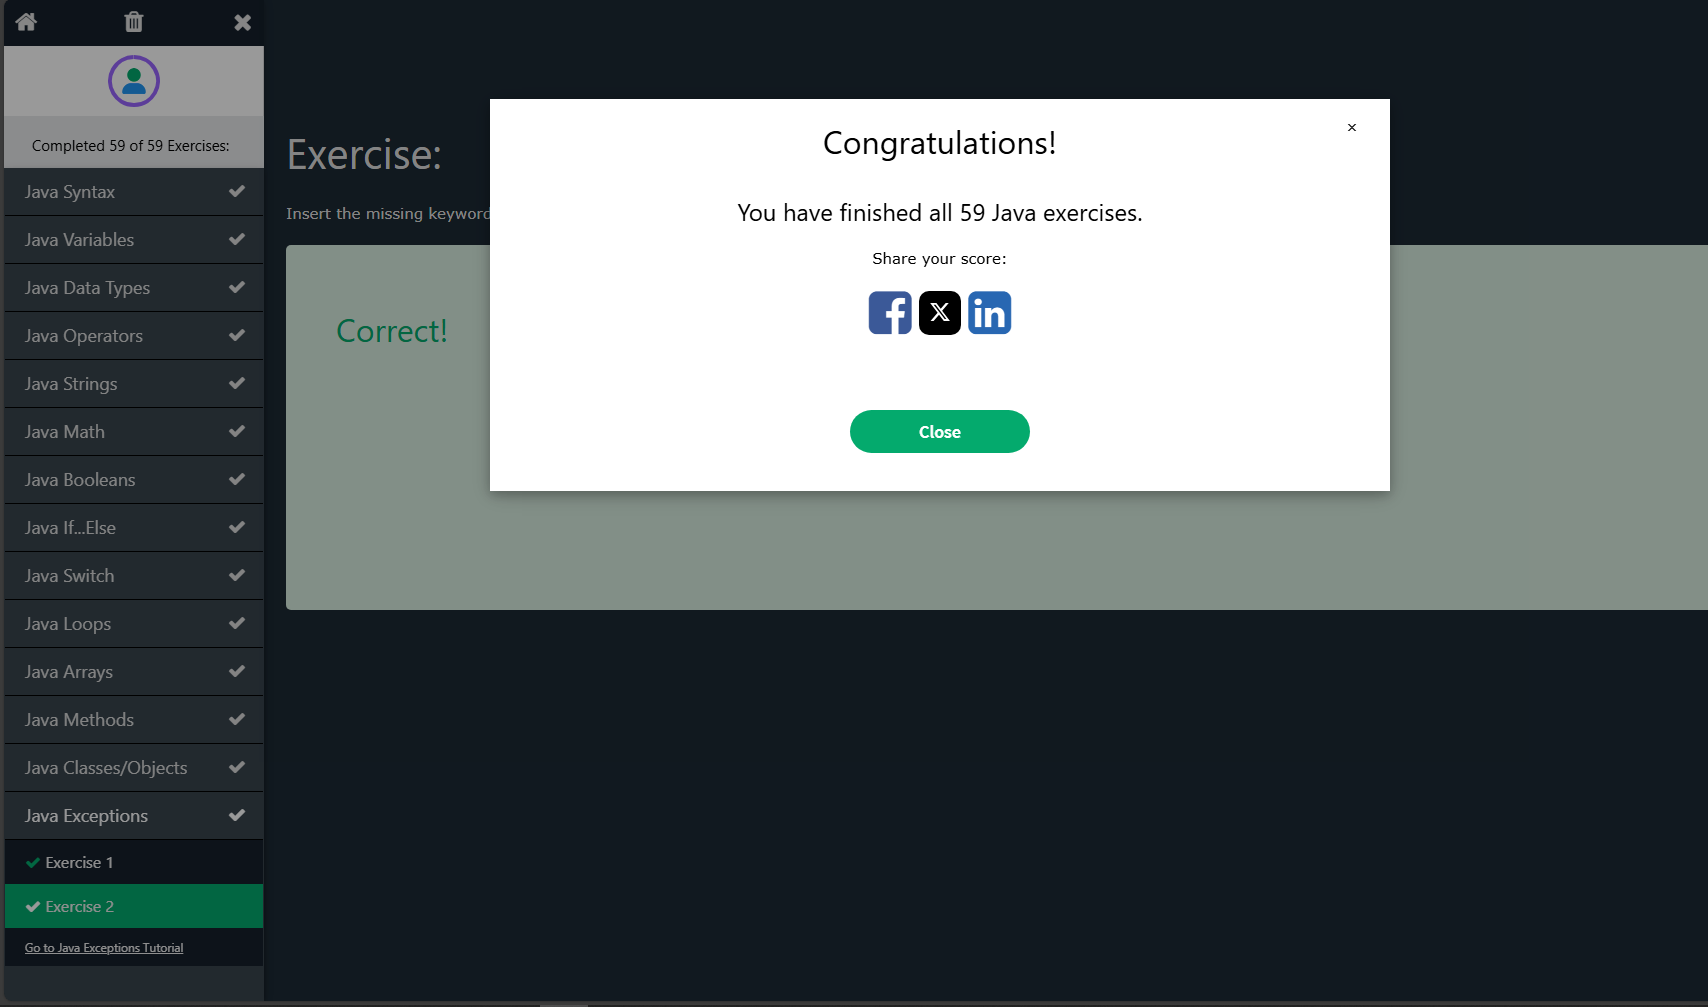 Completed 59 of 59 Exercises:
Java Syntax
Java Variables
Java Data Types
Java Operators
Java Strings
Java Math
Java Booleans
Java If...Else
Java Switch
Java Loops
Java Arrays
Java Methods
Java Classes/Objects
Java Exceptions
Exercise 1
Exercise 2
Go to Java Exceptions Tutorial
Exercise:
Insert the missing keyword
Correct!
×
Congratulations!
You have finished all 59 Java exercises.
Share your score:
f X in
Close